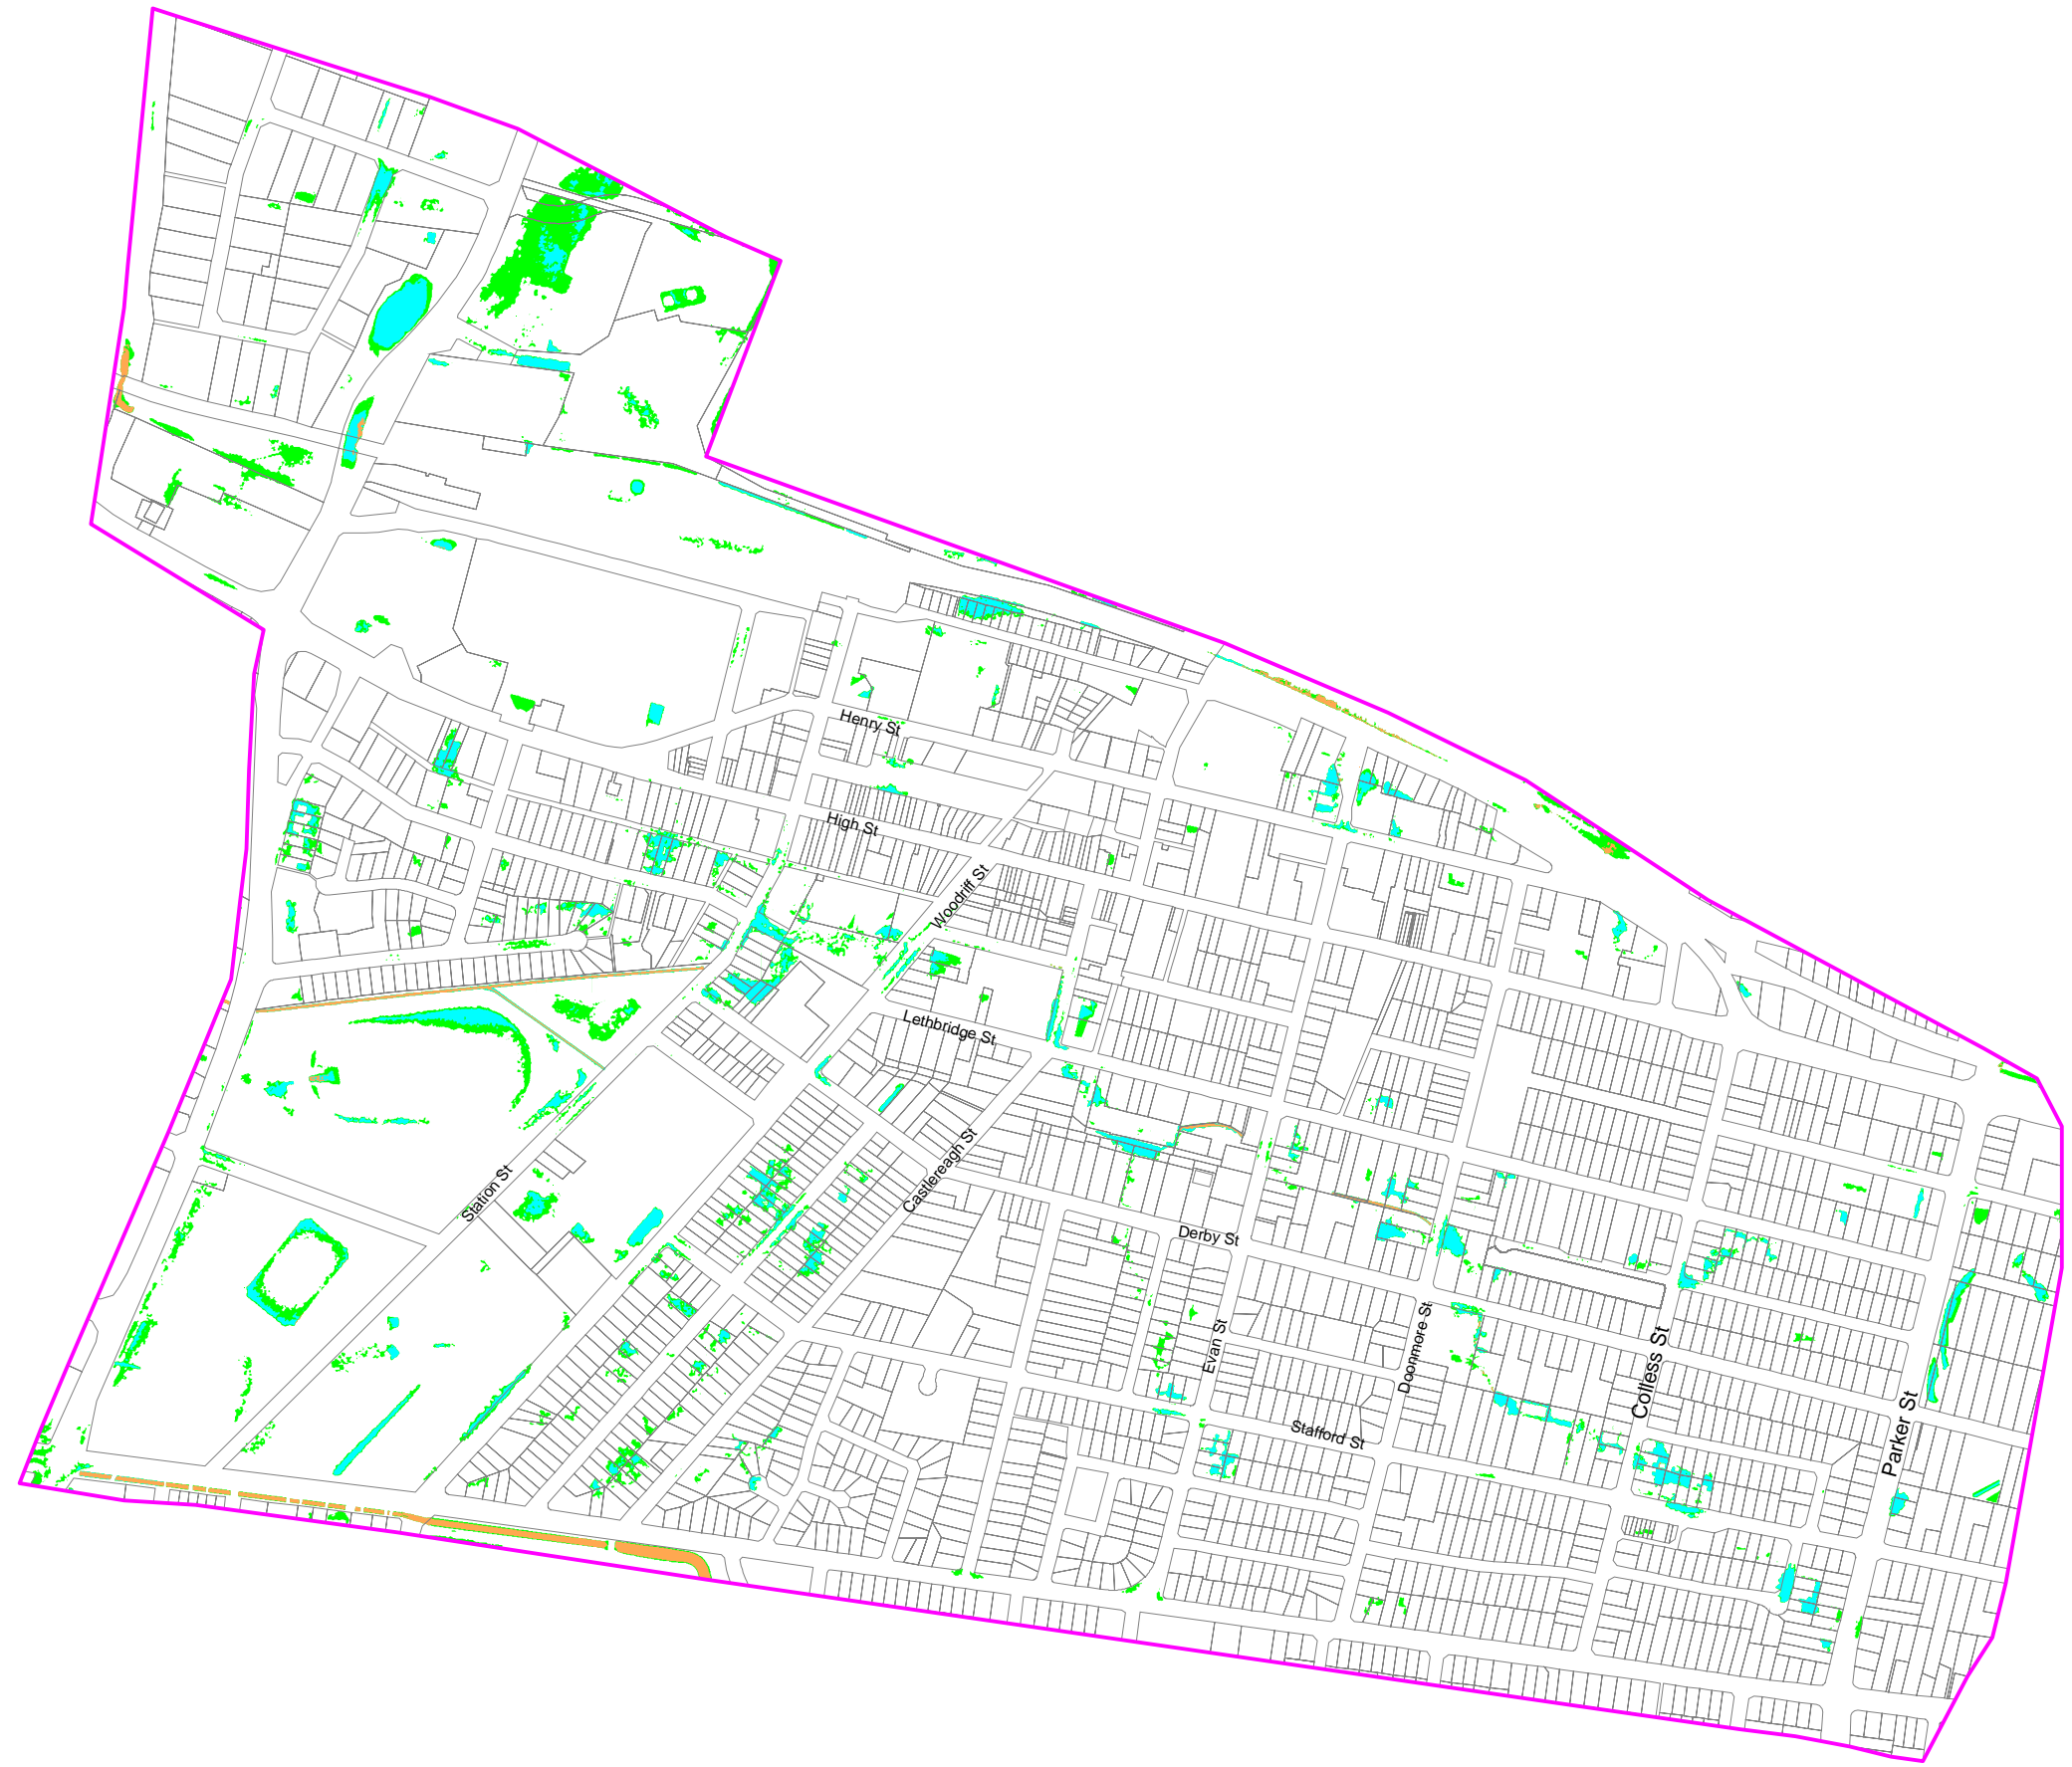 Henry St
High St
Woodriff St
Lethbridge St
Castlereagh St
Station St
Derby St
Evan St
Doonmore St
Colless St
Parker St
Stafford St